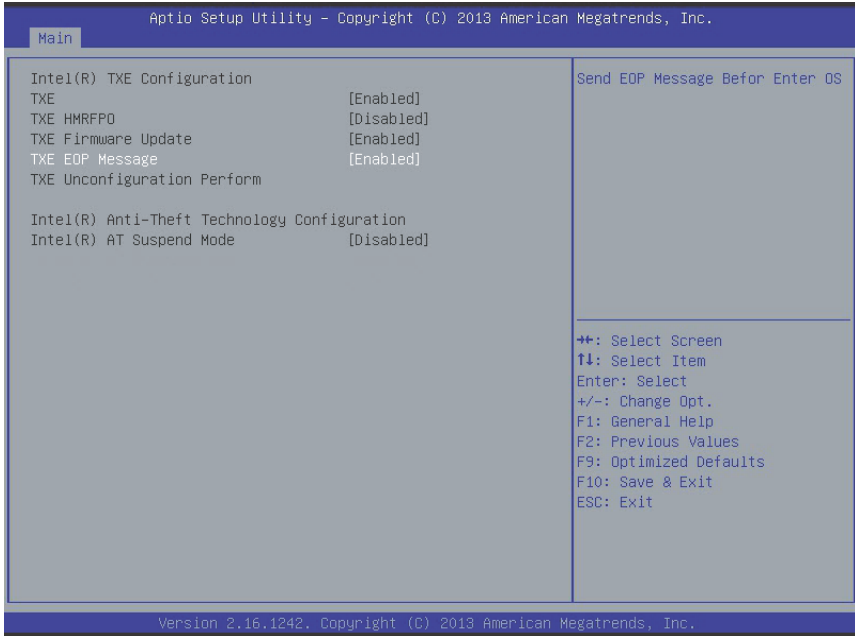 Aptio Setup Utility – Copyright (C) 2013 American Megatrends, Inc.
Main
Intel(R) TXE Configuration
TXE [Enabled]
TXE HMRFPO [Disabled]
TXE Firmware Update [Enabled]
TXE EOP Message [Enabled]
TXE Unconfiguration Perform
Intel(R) Anti-Theft Technology Configuration
Intel(R) AT Suspend Mode [Disabled]
Send EOP Message Befor Enter OS
→←: Select Screen
↑↓: Select Item
Enter: Select
+/-: Change Opt.
F1: General Help
F2: Previous Values
F9: Optimized Defaults
F10: Save & Exit
ESC: Exit
Version 2.16.1242. Copyright (C) 2013 American Megatrends, Inc.